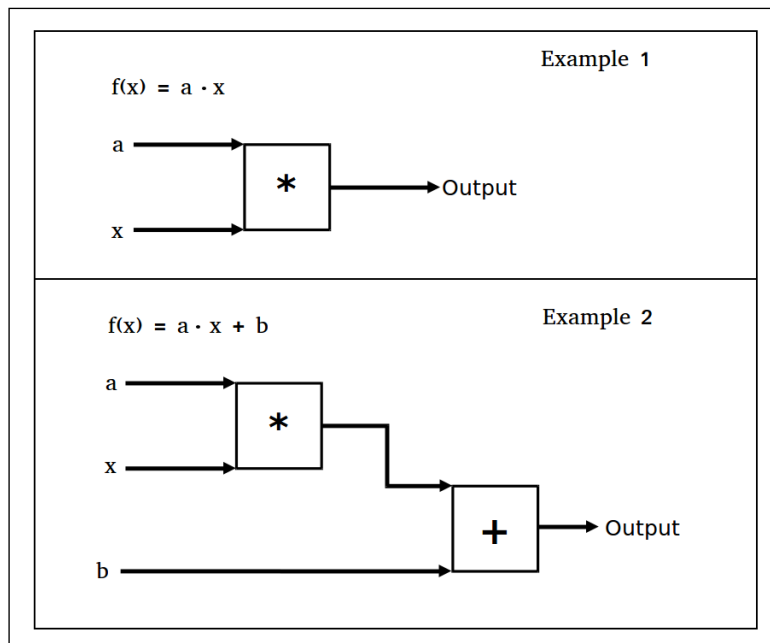 Example 1
f(x) = a · x
a
*
Output
x
Example 2
f(x) = a · x + b
a
*
x
+
Output
b